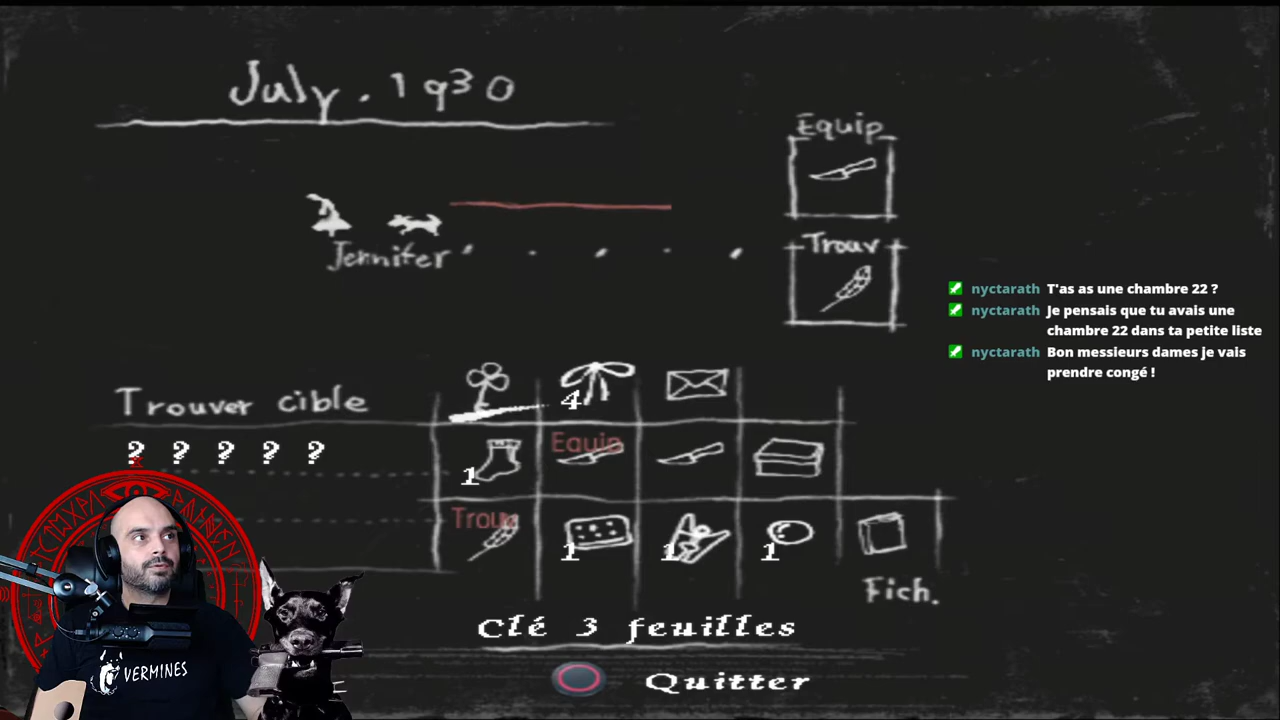 July. 1930
Equip
Jennifer
Trouv
nyctarath T'as as une chambre 22 ?
nyctarath Je pensais que tu avais une
chambre 22 dans ta petite liste
nyctarath Bon messieurs dames je vais
prendre congé !
Trouver cible
4
? ? ? ? ?
1
Equip
Trouv
1
1
1
Fich.
Clé 3 feuilles
Quitter
VERMINES